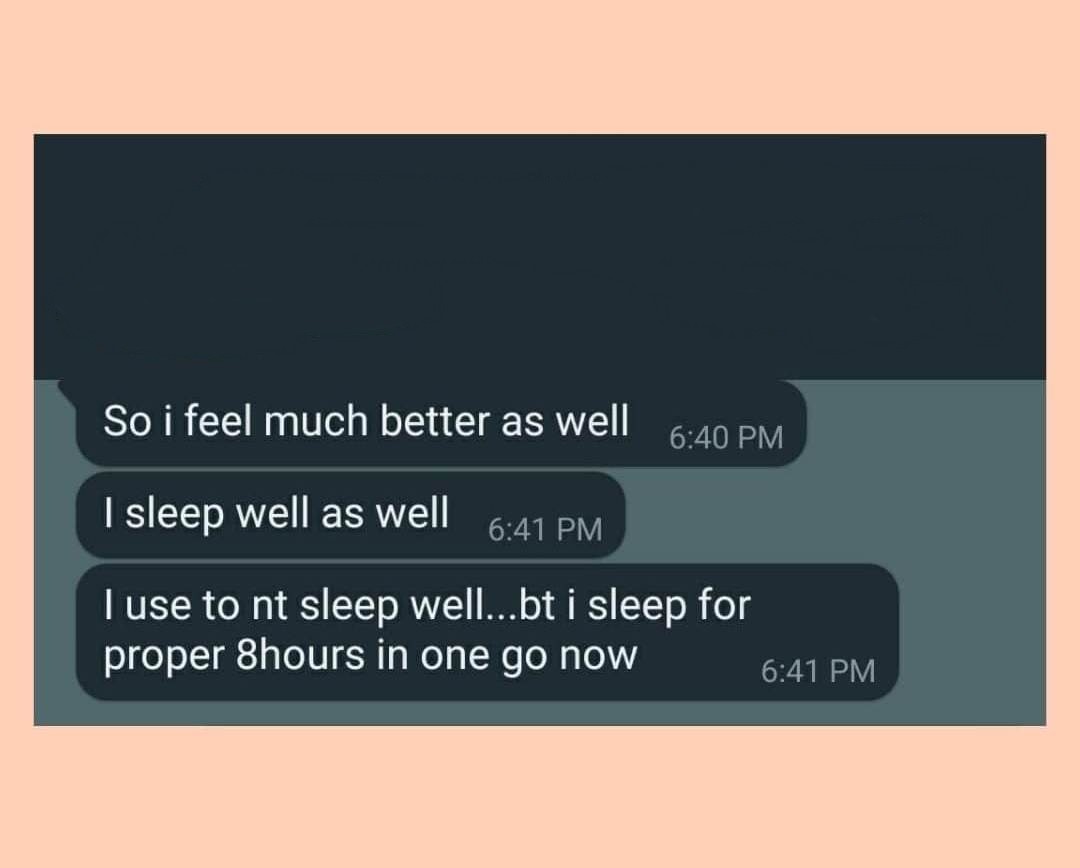 So i feel much better as well 6:40 PM
I sleep well as well 6:41 PM
I use to nt sleep well...bt i sleep for
proper 8hours in one go now 6:41 PM